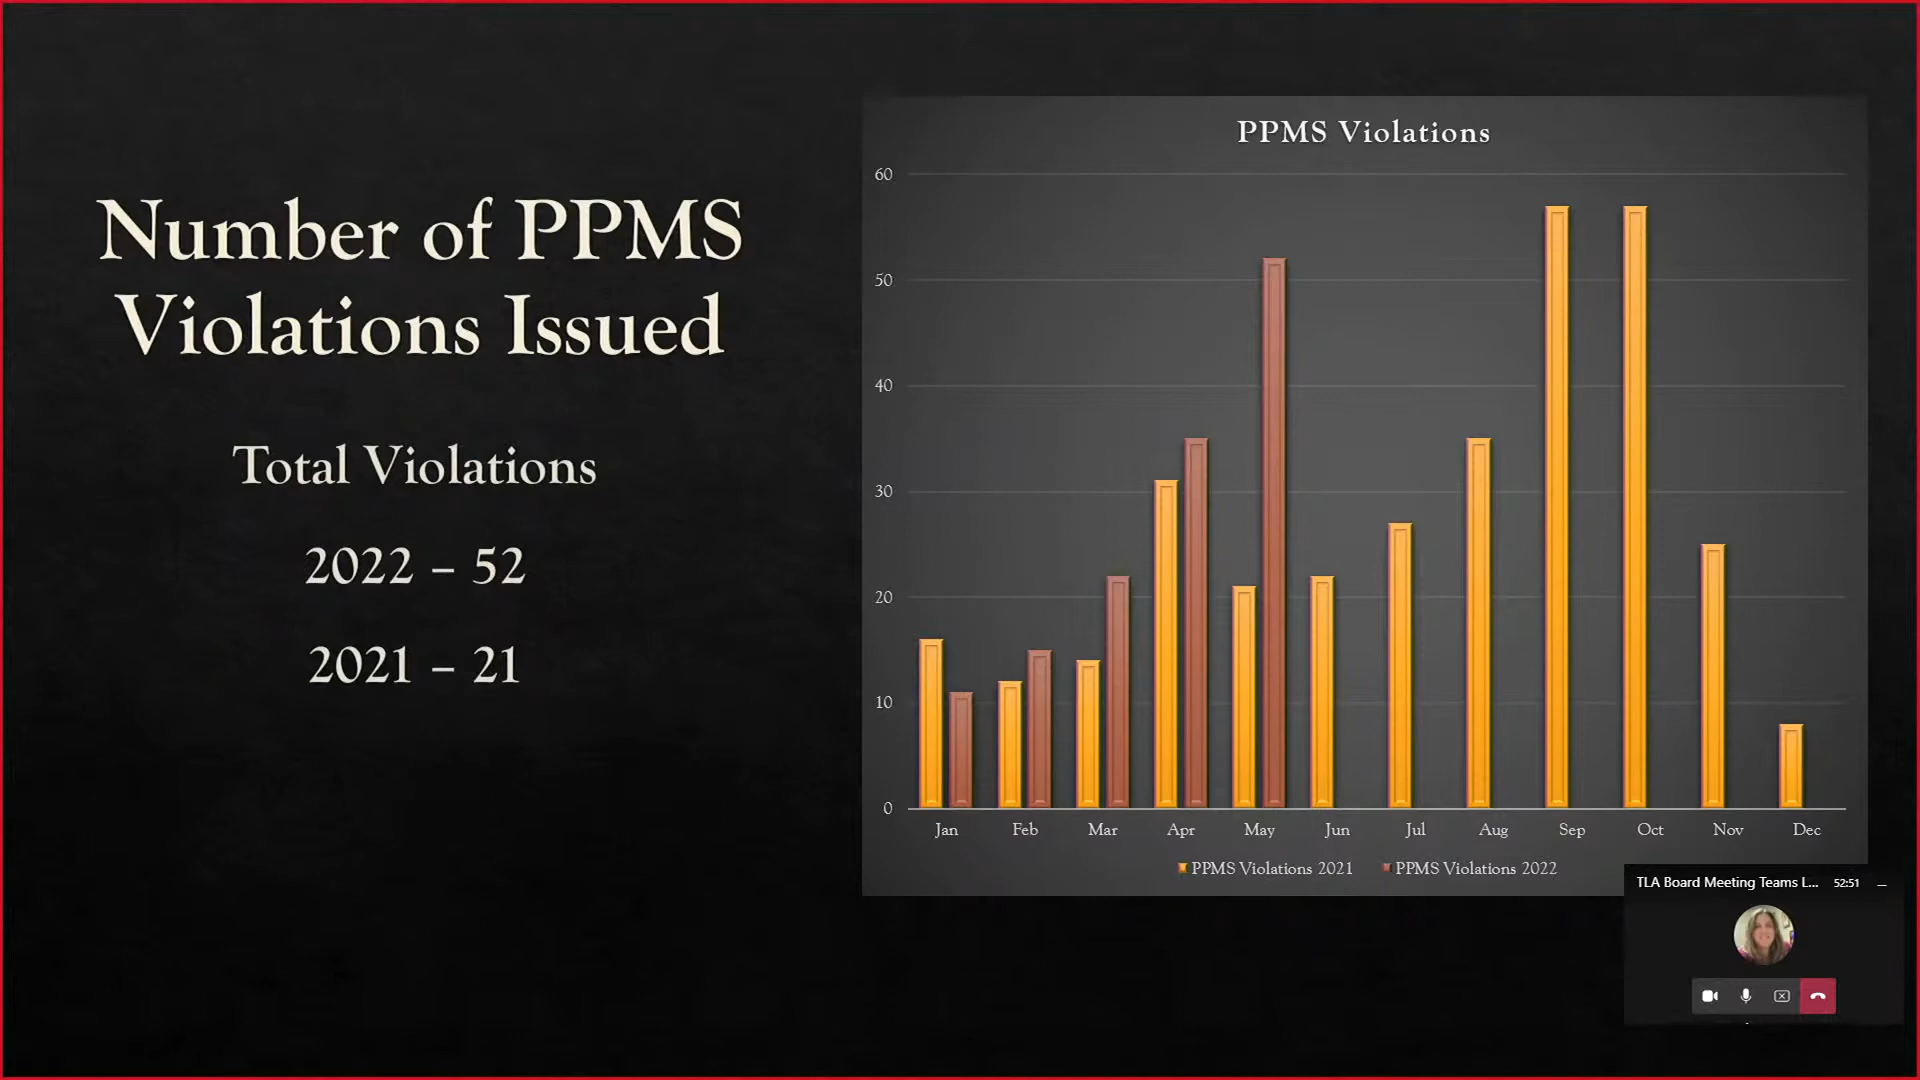 Number of PPMS
Violations Issued
Total Violations
2022 – 52
2021 – 21
PPMS Violations
60
50
40
30
20
10
0
Jan Feb Mar Apr May Jun Jul Aug Sep Oct Nov Dec
PPMS Violations 2021 PPMS Violations 2022
TLA Board Meeting Teams L... 52:51